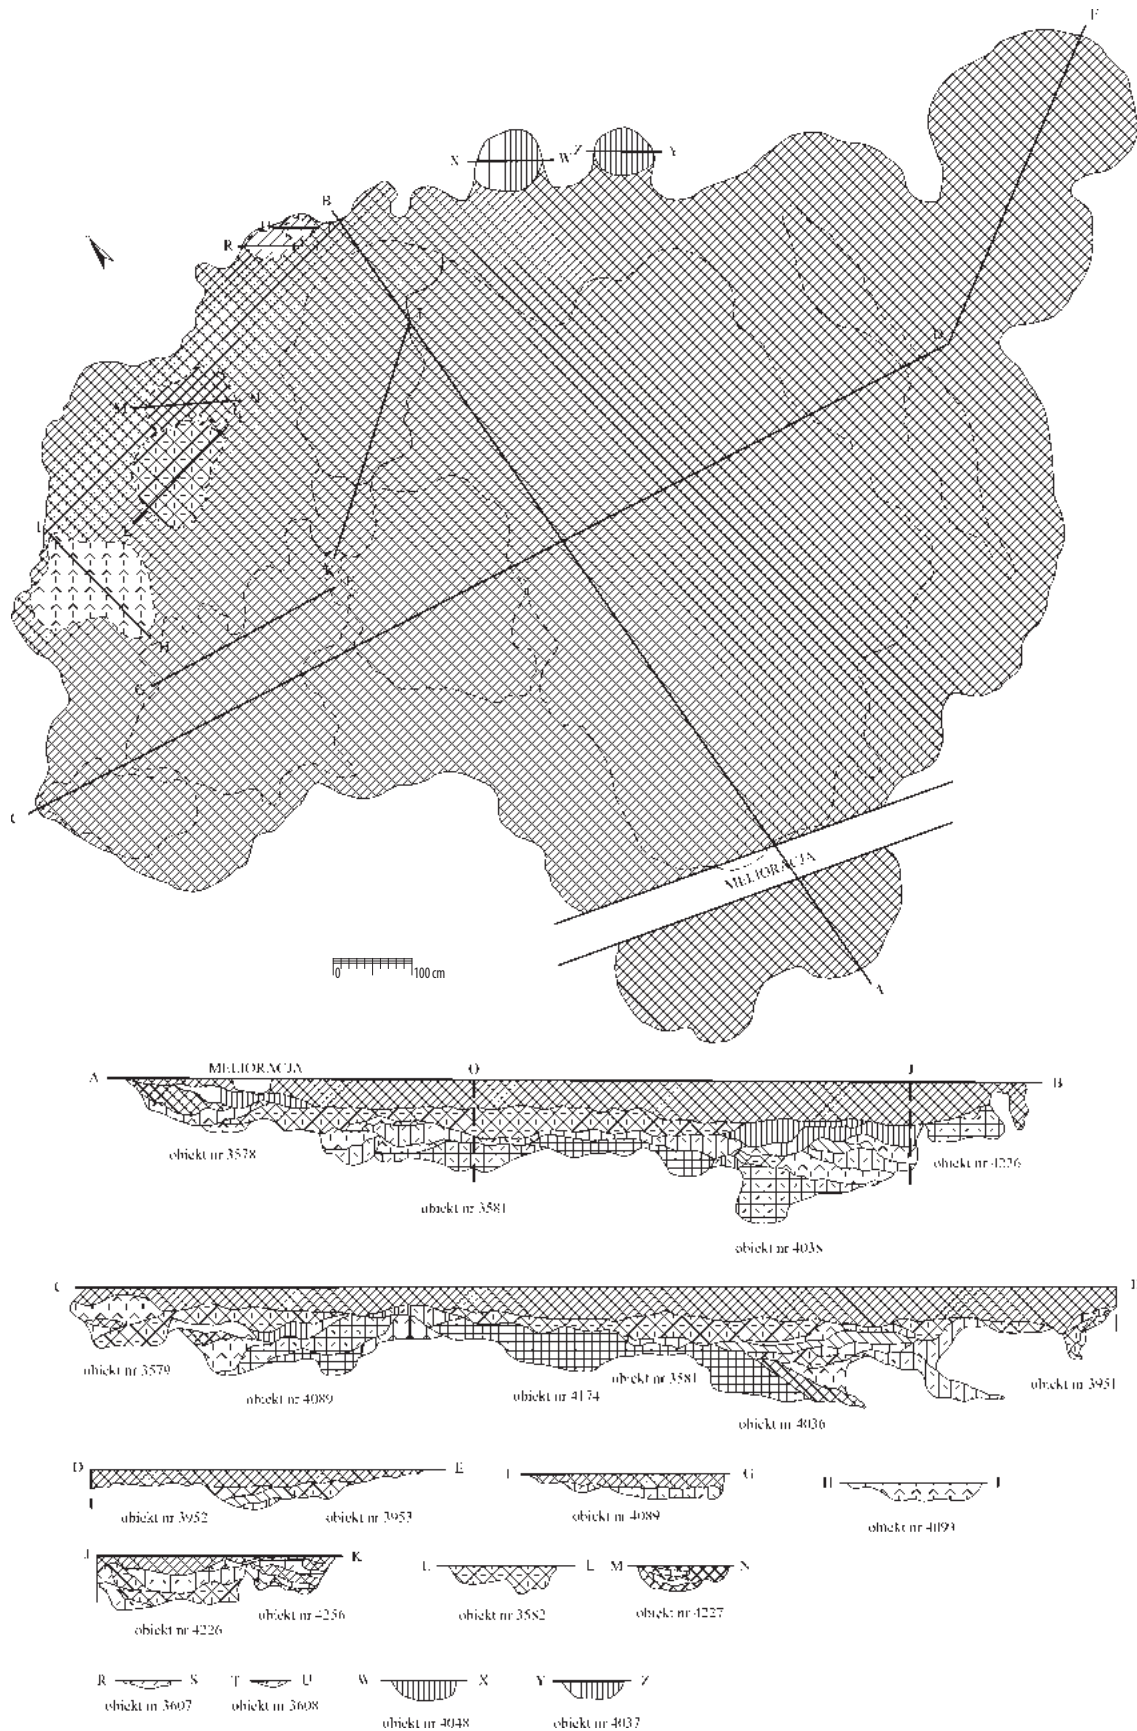 F
X W Z Y
B
R
D
M N
H
G
C
MELIORACJA
A
0 100 cm
A MELIORACJA O J B
obiekt nr 3578
obiekt nr 4226
obiekt nr 3581
obiekt nr 4038
obiekt nr 3579
obiekt nr 4089
obiekt nr 4174
obiekt nr 3581
obiekt nr 4036
obiekt nr 3951
D E G H
obiekt nr 3952
obiekt nr 3953
obiekt nr 4089
obiekt nr 4093
J K L M N
obiekt nr 4226
obiekt nr 4256
obiekt nr 3582
obiekt nr 4227
R S T U W X Y Z
obiekt nr 3607
obiekt nr 3608
obiekt nr 4048
obiekt nr 4037